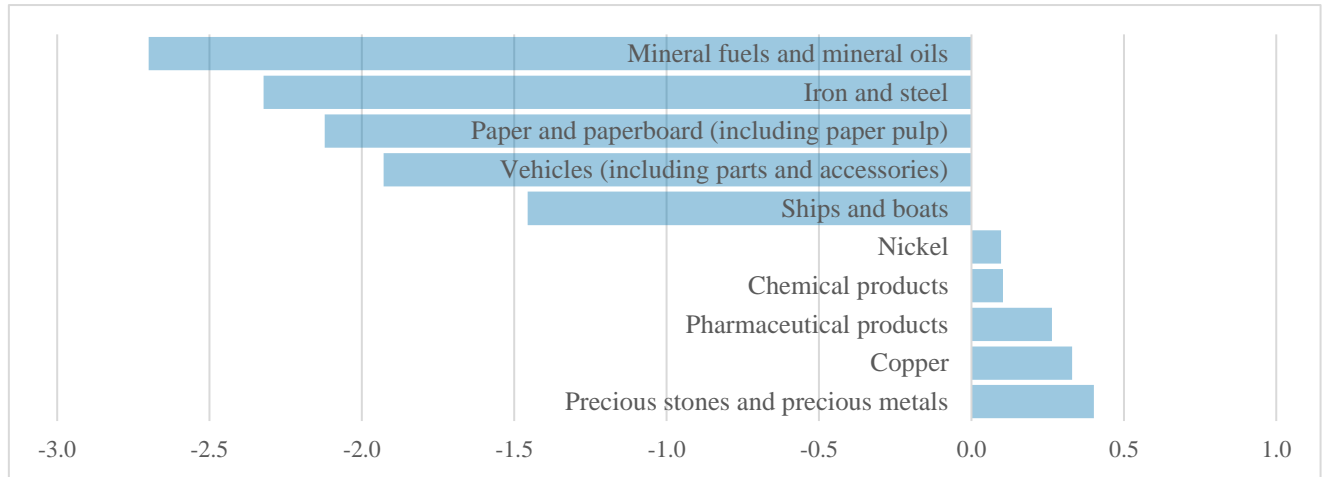 Mineral fuels and mineral oils
Iron and steel
Paper and paperboard (including paper pulp)
Vehicles (including parts and accessories)
Ships and boats
Nickel
Chemical products
Pharmaceutical products
Copper
Precious stones and precious metals
-3.0 -2.5 -2.0 -1.5 -1.0 -0.5 0.0 0.5 1.0